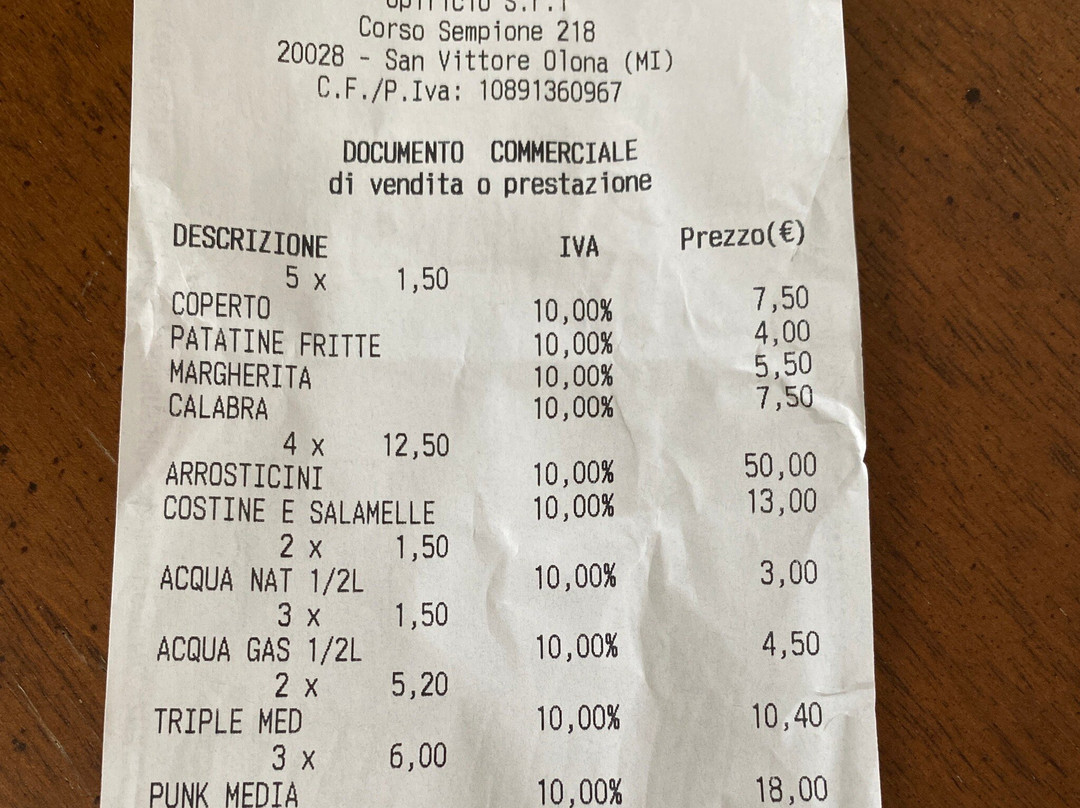 S.r.l
Corso Sempione 218
20028 - San Vittore Olona (MI)
C.F./P.Iva: 10891360967
DOCUMENTO COMMERCIALE
di vendita o prestazione
DESCRIZIONE IVA Prezzo(€)
5 x 1,50
COPERTO 10,00% 7,50
PATATINE FRITTE 10,00% 4,00
MARGHERITA 10,00% 5,50
CALABRA 10,00% 7,50
4 x 12,50
ARROSTICINI 10,00% 50,00
COSTINE E SALAMELLE 10,00% 13,00
2 x 1,50
ACQUA NAT 1/2L 10,00% 3,00
3 x 1,50
ACQUA GAS 1/2L 10,00% 4,50
2 x 5,20
TRIPLE MED 10,00% 10,40
3 x 6,00
PUNK MEDIA 10,00% 18,00